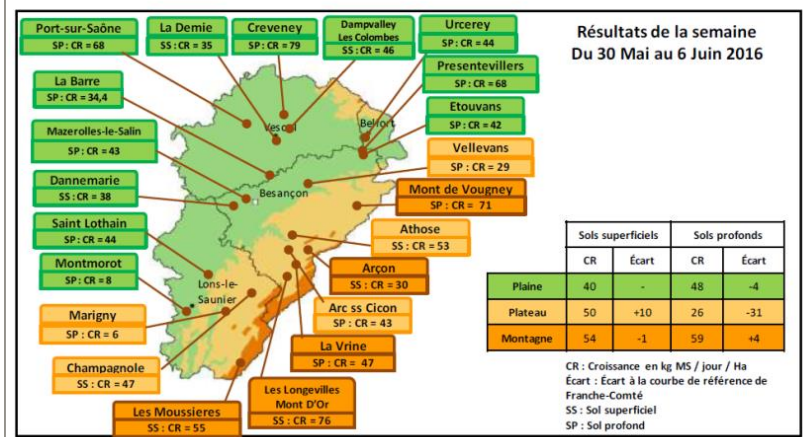 Résultats de la semaine
Du 30 Mai au 6 Juin 2016
Port-sur-Saône
SP : CR = 68
La Demie
SS : CR = 35
Creveney
SP : CR = 79
Dampvalley
Les Colombes
SS : CR = 46
Urcerey
SP : CR = 44
Presentevillers
SP : CR = 68
La Barre
SP : CR = 34,4
Etouvans
SP : CR = 42
Mazerolles-le-Salin
SP : CR = 43
Vellevans
SP : CR = 29
Dannemarie
SS : CR = 38
Mont de Vougney
SP : CR = 71
Saint Lothain
SP : CR = 44
Athose
SS : CR = 53
Montmorot
SP : CR = 8
Arçon
SS : CR = 30
Marigny
SP : CR = 6
Arc ss Cicon
SP : CR = 43
La Vrine
SP : CR = 47
Champagnole
SS : CR = 47
Les Longevilles
Mont D'Or
SS : CR = 76
Les Moussieres
SS : CR = 55
Vesoul
Belfort
Besançon
Lons-le-
Saunier
Sols superficiels Sols profonds
CR Écart CR Écart
Plaine 40 - 48 -4
Plateau 50 +10 26 -31
Montagne 54 -1 59 +4
CR : Croissance en kg MS / jour / Ha
Écart : Écart à la courbe de référence de
Franche-Comté
SS : Sol superficiel
SP : Sol profond